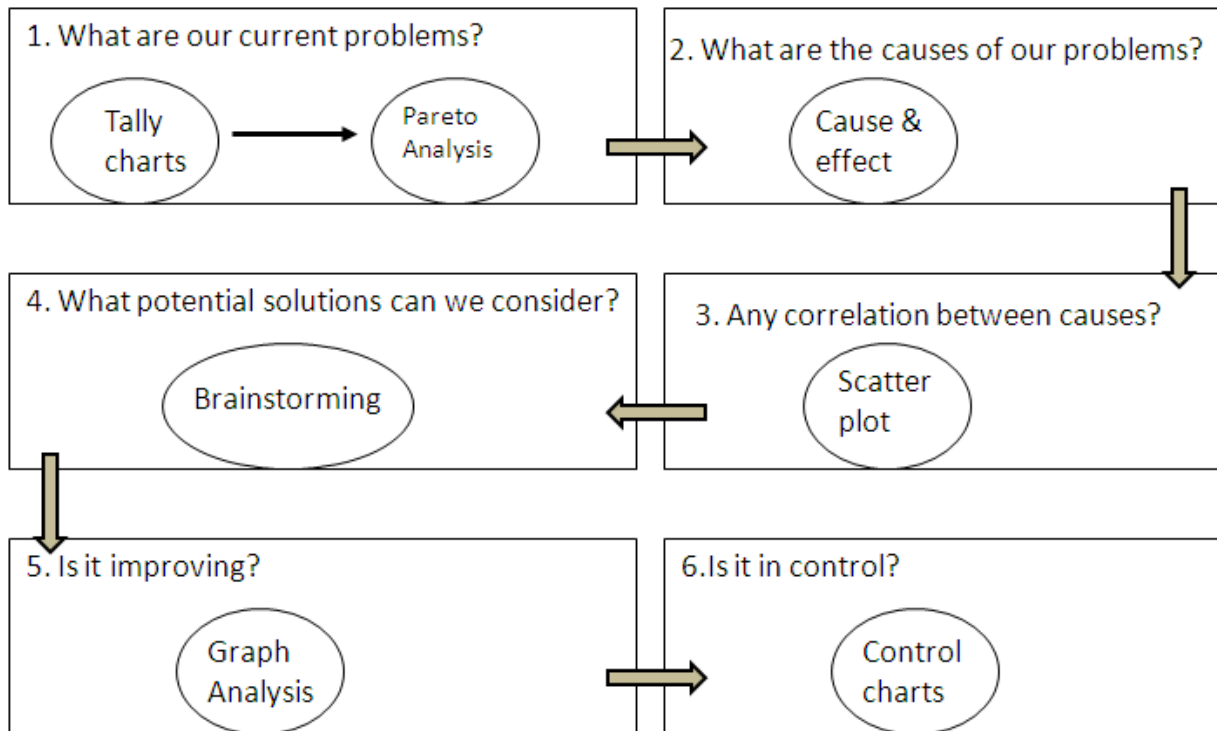 1. What are our current problems?
Tally
charts
Pareto
Analysis
2. What are the causes of our problems?
Cause &
effect
3. Any correlation between causes?
Scatter
plot
4. What potential solutions can we consider?
Brainstorming
5. Is it improving?
Graph
Analysis
6.Is it in control?
Control
charts